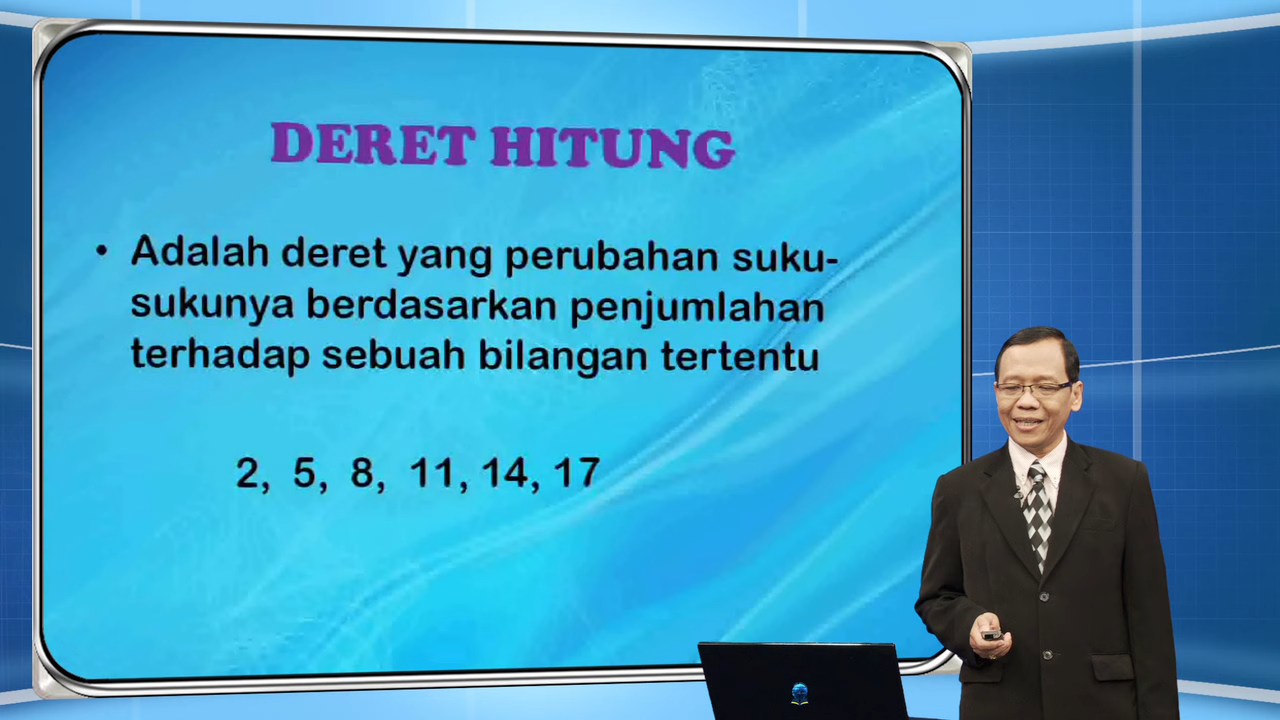 DERET HITUNG
• Adalah deret yang perubahan suku-
sukunya berdasarkan penjumlahan
terhadap sebuah bilangan tertentu
2, 5, 8, 11, 14, 17